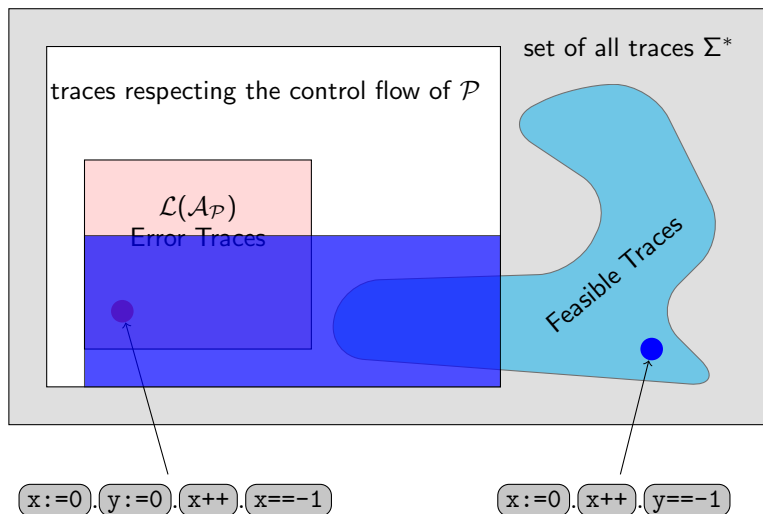 set of all traces Σ*
traces respecting the control flow of 𝒫
ℒ(𝒜_𝒫)
Error Traces
Feasible Traces
x:=0.y:=0.x++.x==-1
x:=0.x++.y==-1